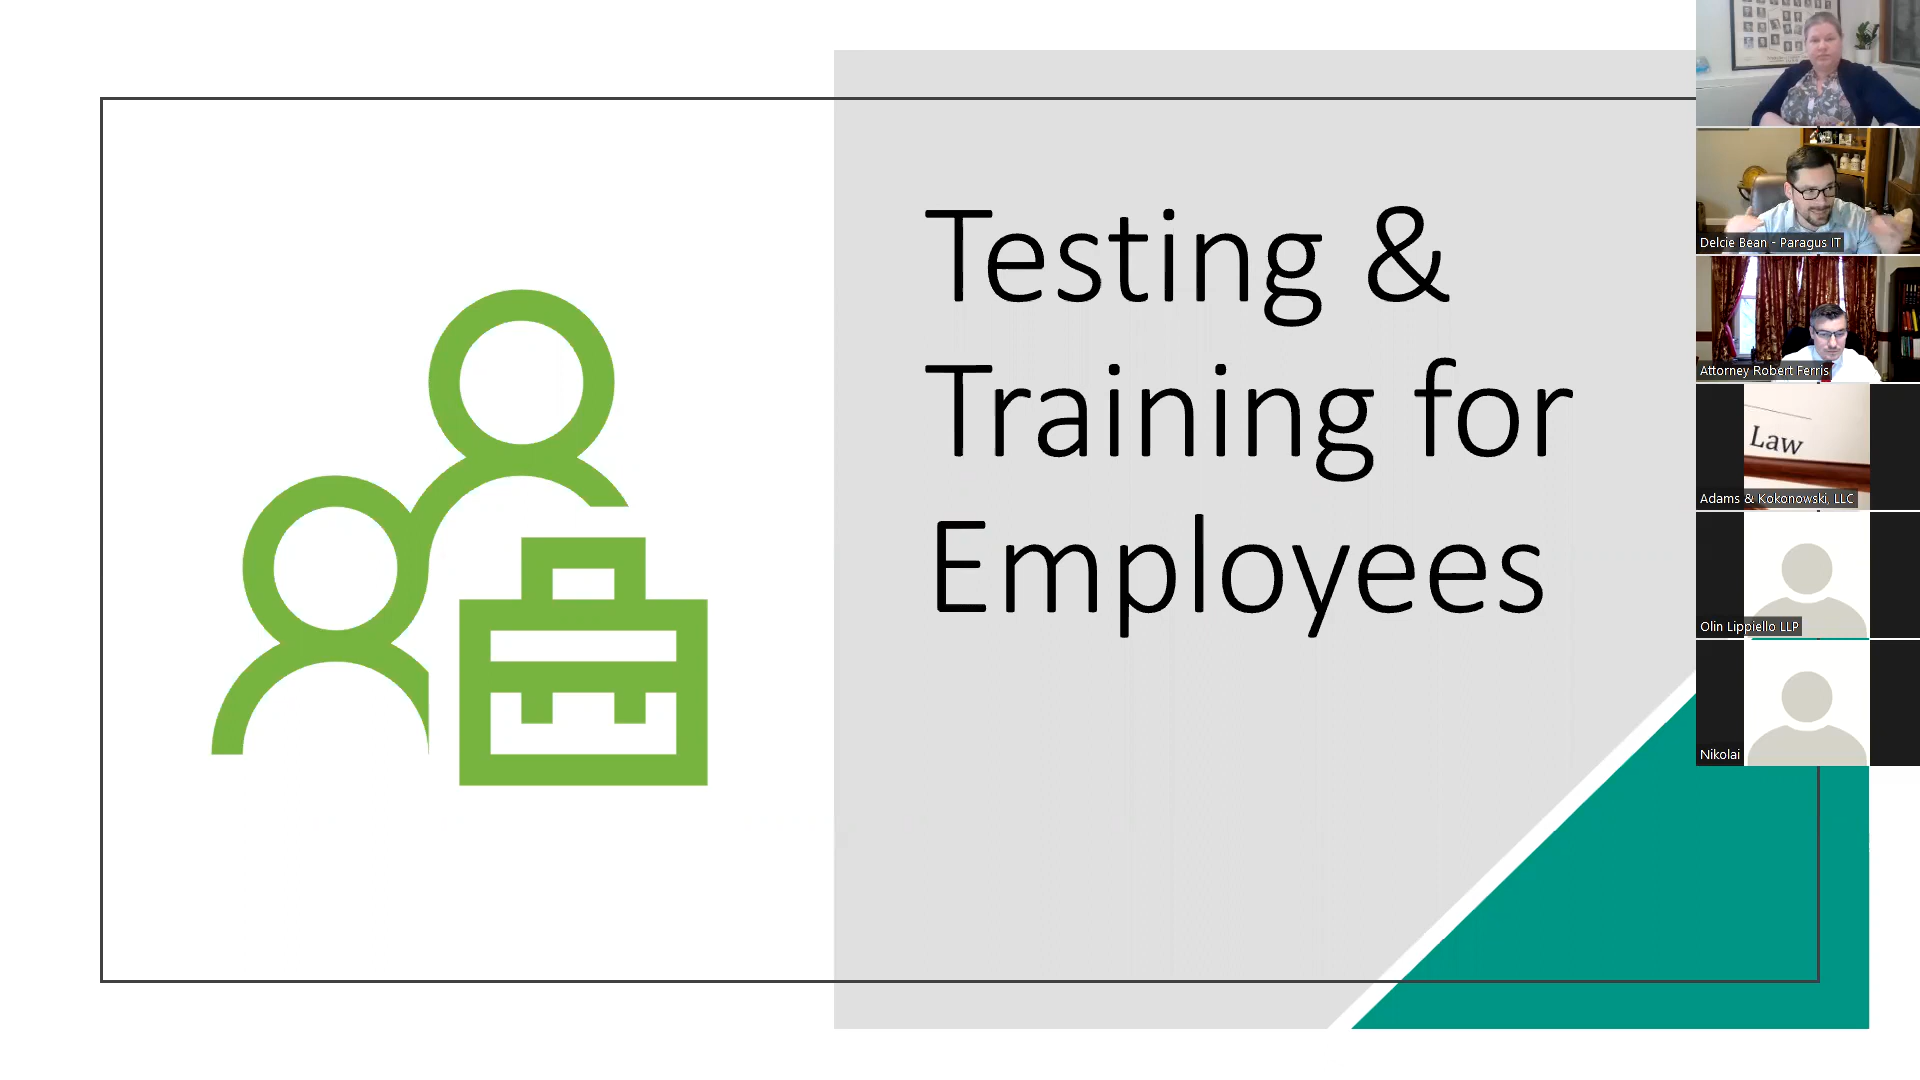 Testing &
Training for
Employees
Delcie Bean - Paragus IT
Attorney Robert Ferris
Law
Adams & Kokonowski, LLC
Olin Lippiello LLP
Nikolai